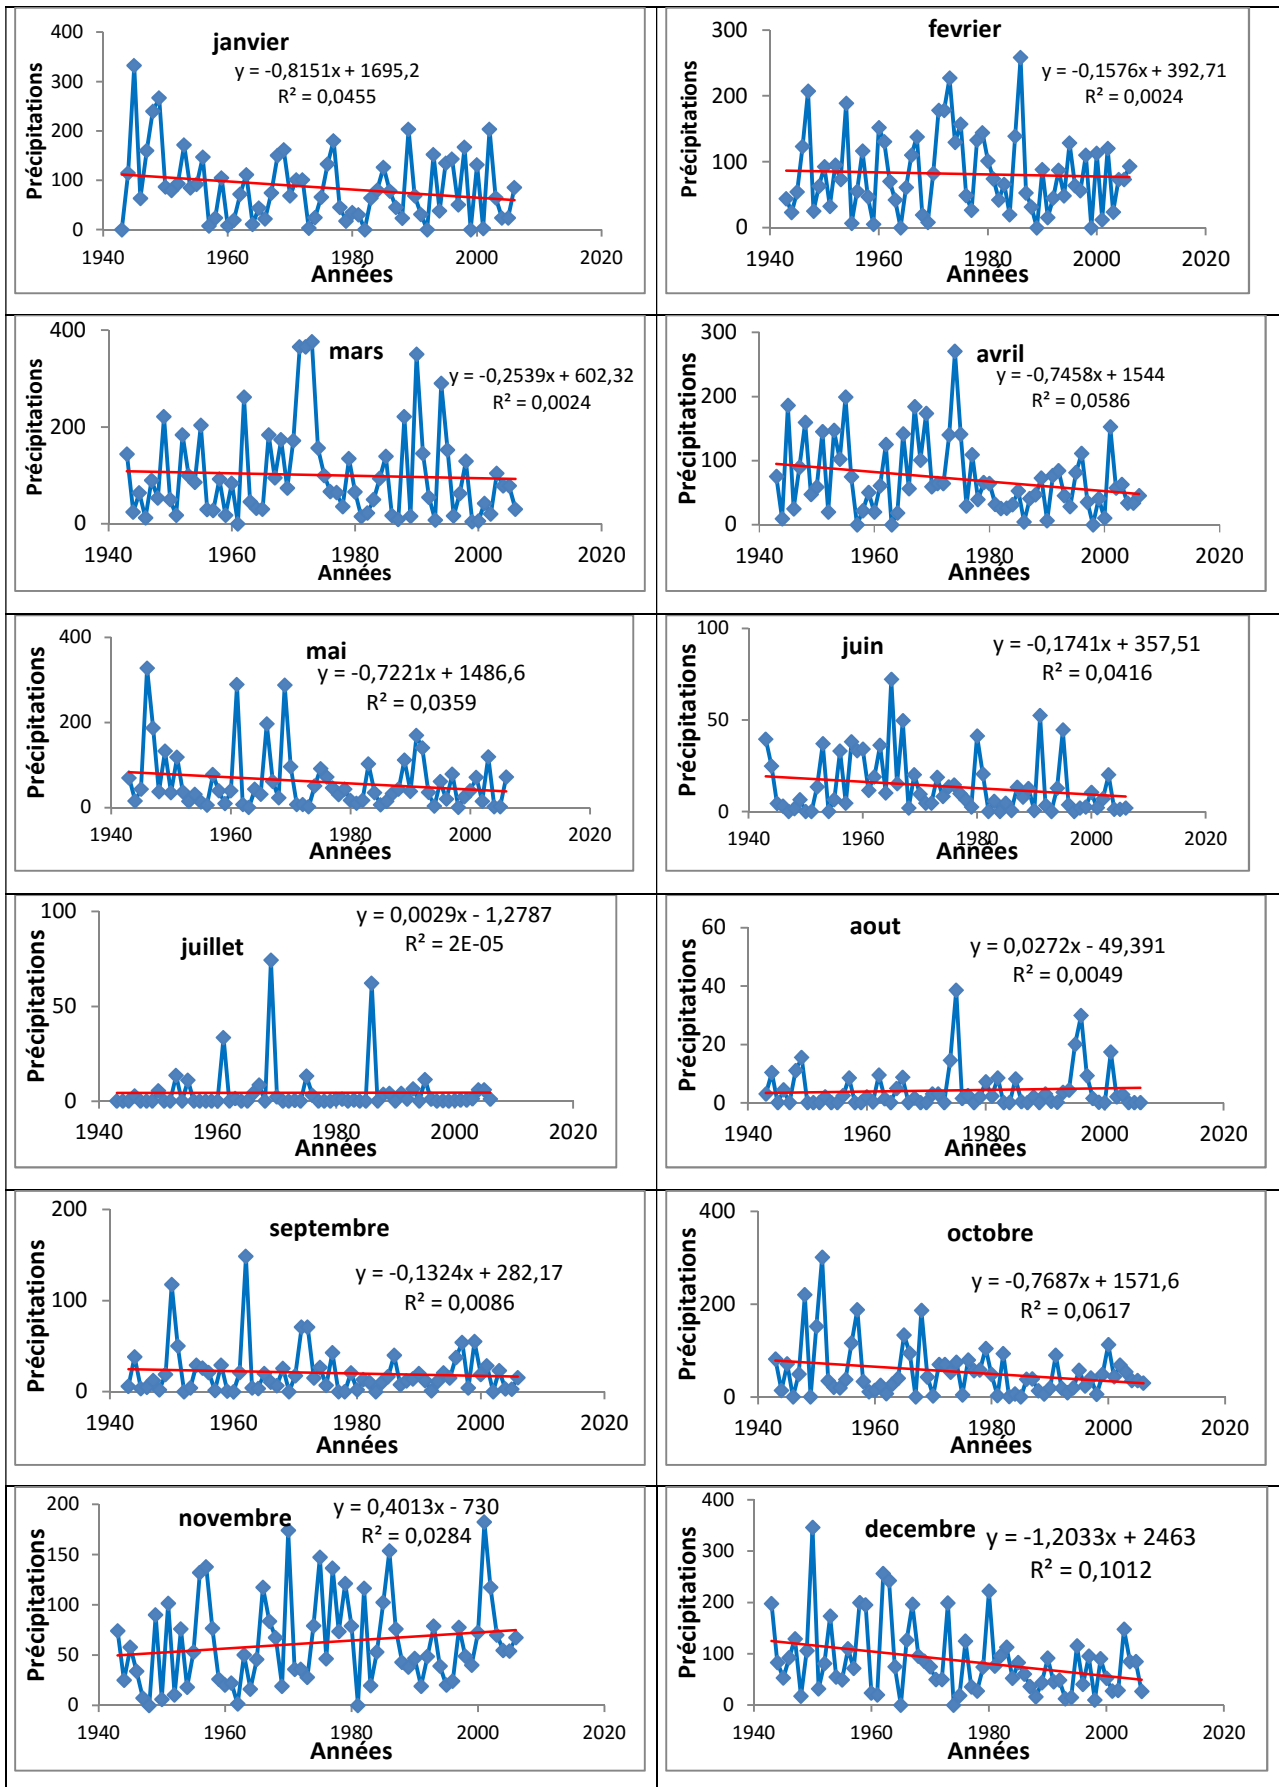 janvier
y = -0,8151x + 1695,2
R² = 0,0455
Précipitations
400
300
200
100
0
1940 1960 1980 2000 2020
Années
fevrier
y = -0,1576x + 392,71
R² = 0,0024
Précipitations
300
200
100
0
1940 1960 1980 2000 2020
Années
mars
y = -0,2539x + 602,32
R² = 0,0024
Précipitations
400
200
0
1940 1960 1980 2000 2020
Années
avril
y = -0,7458x + 1544
R² = 0,0586
Précipitations
300
200
100
0
1940 1960 1980 2000 2020
Années
mai
y = -0,7221x + 1486,6
R² = 0,0359
Précipitations
400
200
0
1940 1960 1980 2000 2020
Années
juin
y = -0,1741x + 357,51
R² = 0,0416
Précipitations
100
50
0
1940 1960 1980 2000 2020
Années
juillet
y = 0,0029x - 1,2787
R² = 2E-05
Précipitations
100
50
0
1940 1960 1980 2000 2020
Années
aout
y = 0,0272x - 49,391
R² = 0,0049
Précipitations
60
40
20
0
1940 1960 1980 2000 2020
Années
septembre
y = -0,1324x + 282,17
R² = 0,0086
Précipitations
200
100
0
1940 1960 1980 2000 2020
Années
octobre
y = -0,7687x + 1571,6
R² = 0,0617
Précipitations
400
200
0
1940 1960 1980 2000 2020
Années
novembre
y = 0,4013x - 730
R² = 0,0284
Précipitations
200
150
100
50
0
1940 1960 1980 2000 2020
Années
decembre
y = -1,2033x + 2463
R² = 0,1012
Précipitations
400
300
200
100
0
1940 1960 1980 2000 2020
Années